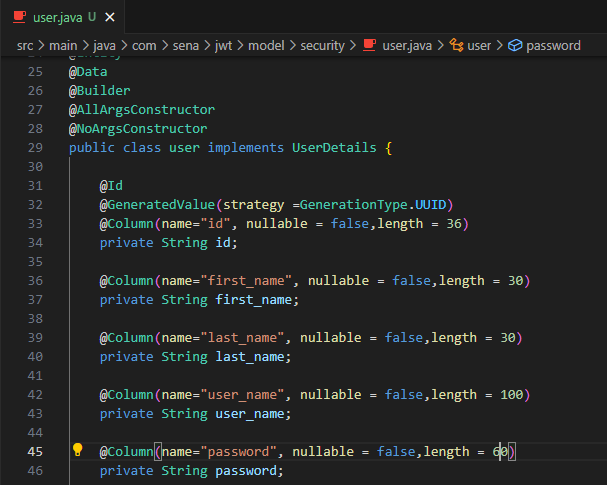 user.java U ×
src > main > java > com > sena > jwt > model > security > user.java > user > password
25 @Data
26 @Builder
27 @AllArgsConstructor
28 @NoArgsConstructor
29 public class user implements UserDetails {
30
31 @Id
32 @GeneratedValue(strategy =GenerationType.UUID)
33 @Column(name="id", nullable = false,length = 36)
34 private String id;
35
36 @Column(name="first_name", nullable = false,length = 30)
37 private String first_name;
38
39 @Column(name="last_name", nullable = false,length = 30)
40 private String last_name;
41
42 @Column(name="user_name", nullable = false,length = 100)
43 private String user_name;
44
45 @Column(name="password", nullable = false,length = 60)
46 private String password;